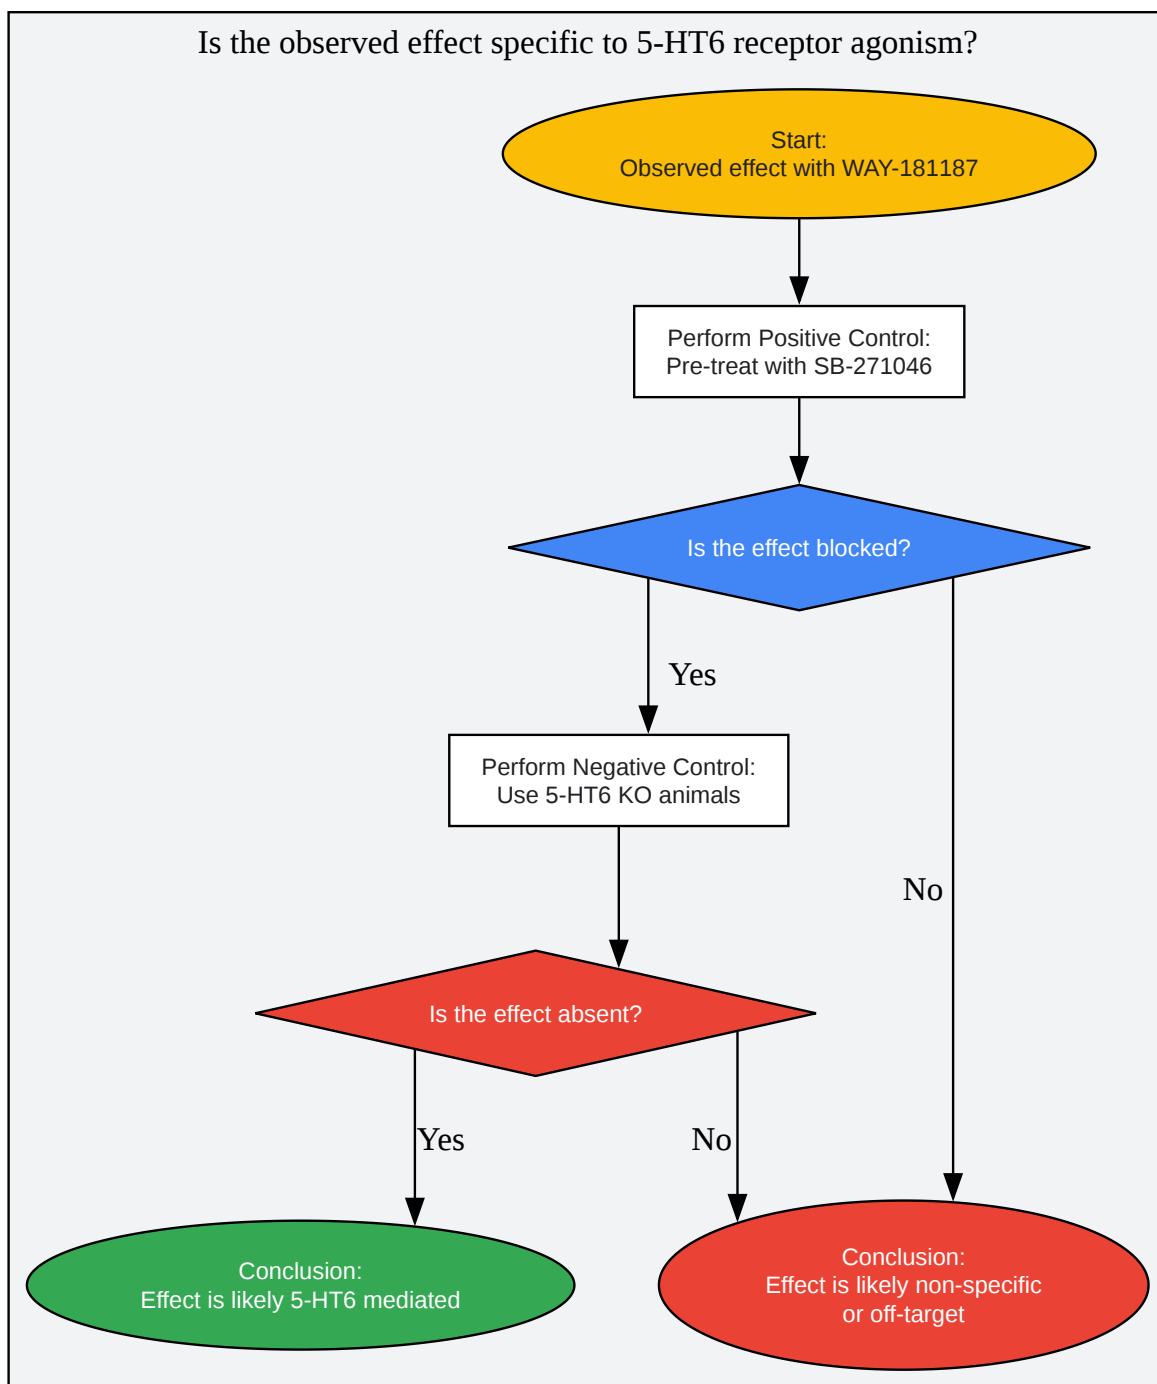 Is the observed effect specific to 5-HT6 receptor agonism?
Start:
Observed effect with WAY-181187
Perform Positive Control:
Pre-treat with SB-271046
Is the effect blocked?
Yes
Perform Negative Control:
Use 5-HT6 KO animals
No
Is the effect absent?
Yes
No
Conclusion:
Effect is likely 5-HT6 mediated
Conclusion:
Effect is likely non-specific
or off-target